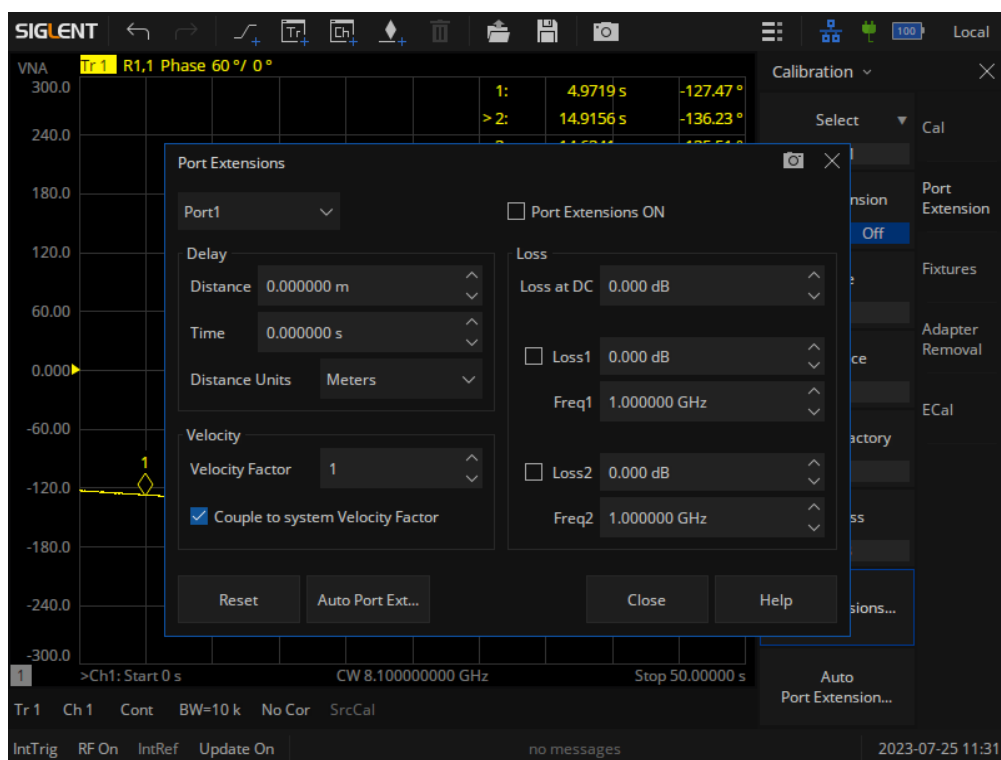 SIGLENT
100
Local
VNA
Tr 1 R1,1 Phase 60 °/ 0 °
300.0
240.0
180.0
120.0
60.00
0.000
-60.00
-120.0
-180.0
-240.0
-300.0
1: 4.9719 s -127.47 °
> 2: 14.9156 s -136.23 °
1
Port Extensions
Port1
Port Extensions ON
Delay
Distance 0.000000 m
Time 0.000000 s
Distance Units Meters
Velocity
Velocity Factor 1
Couple to system Velocity Factor
Loss
Loss at DC 0.000 dB
Loss1 0.000 dB
Freq1 1.000000 GHz
Loss2 0.000 dB
Freq2 1.000000 GHz
Reset
Auto Port Ext...
Close
Help
Calibration
Select
nsion
Off
ce
actory
ss
sions...
Auto
Port Extension...
Cal
Port
Extension
Fixtures
Adapter
Removal
ECal
1 >Ch1: Start 0 s CW 8.100000000 GHz Stop 50.00000 s
Tr 1 Ch 1 Cont BW=10 k No Cor SrcCal
IntTrig RF On IntRef Update On no messages 2023-07-25 11:31